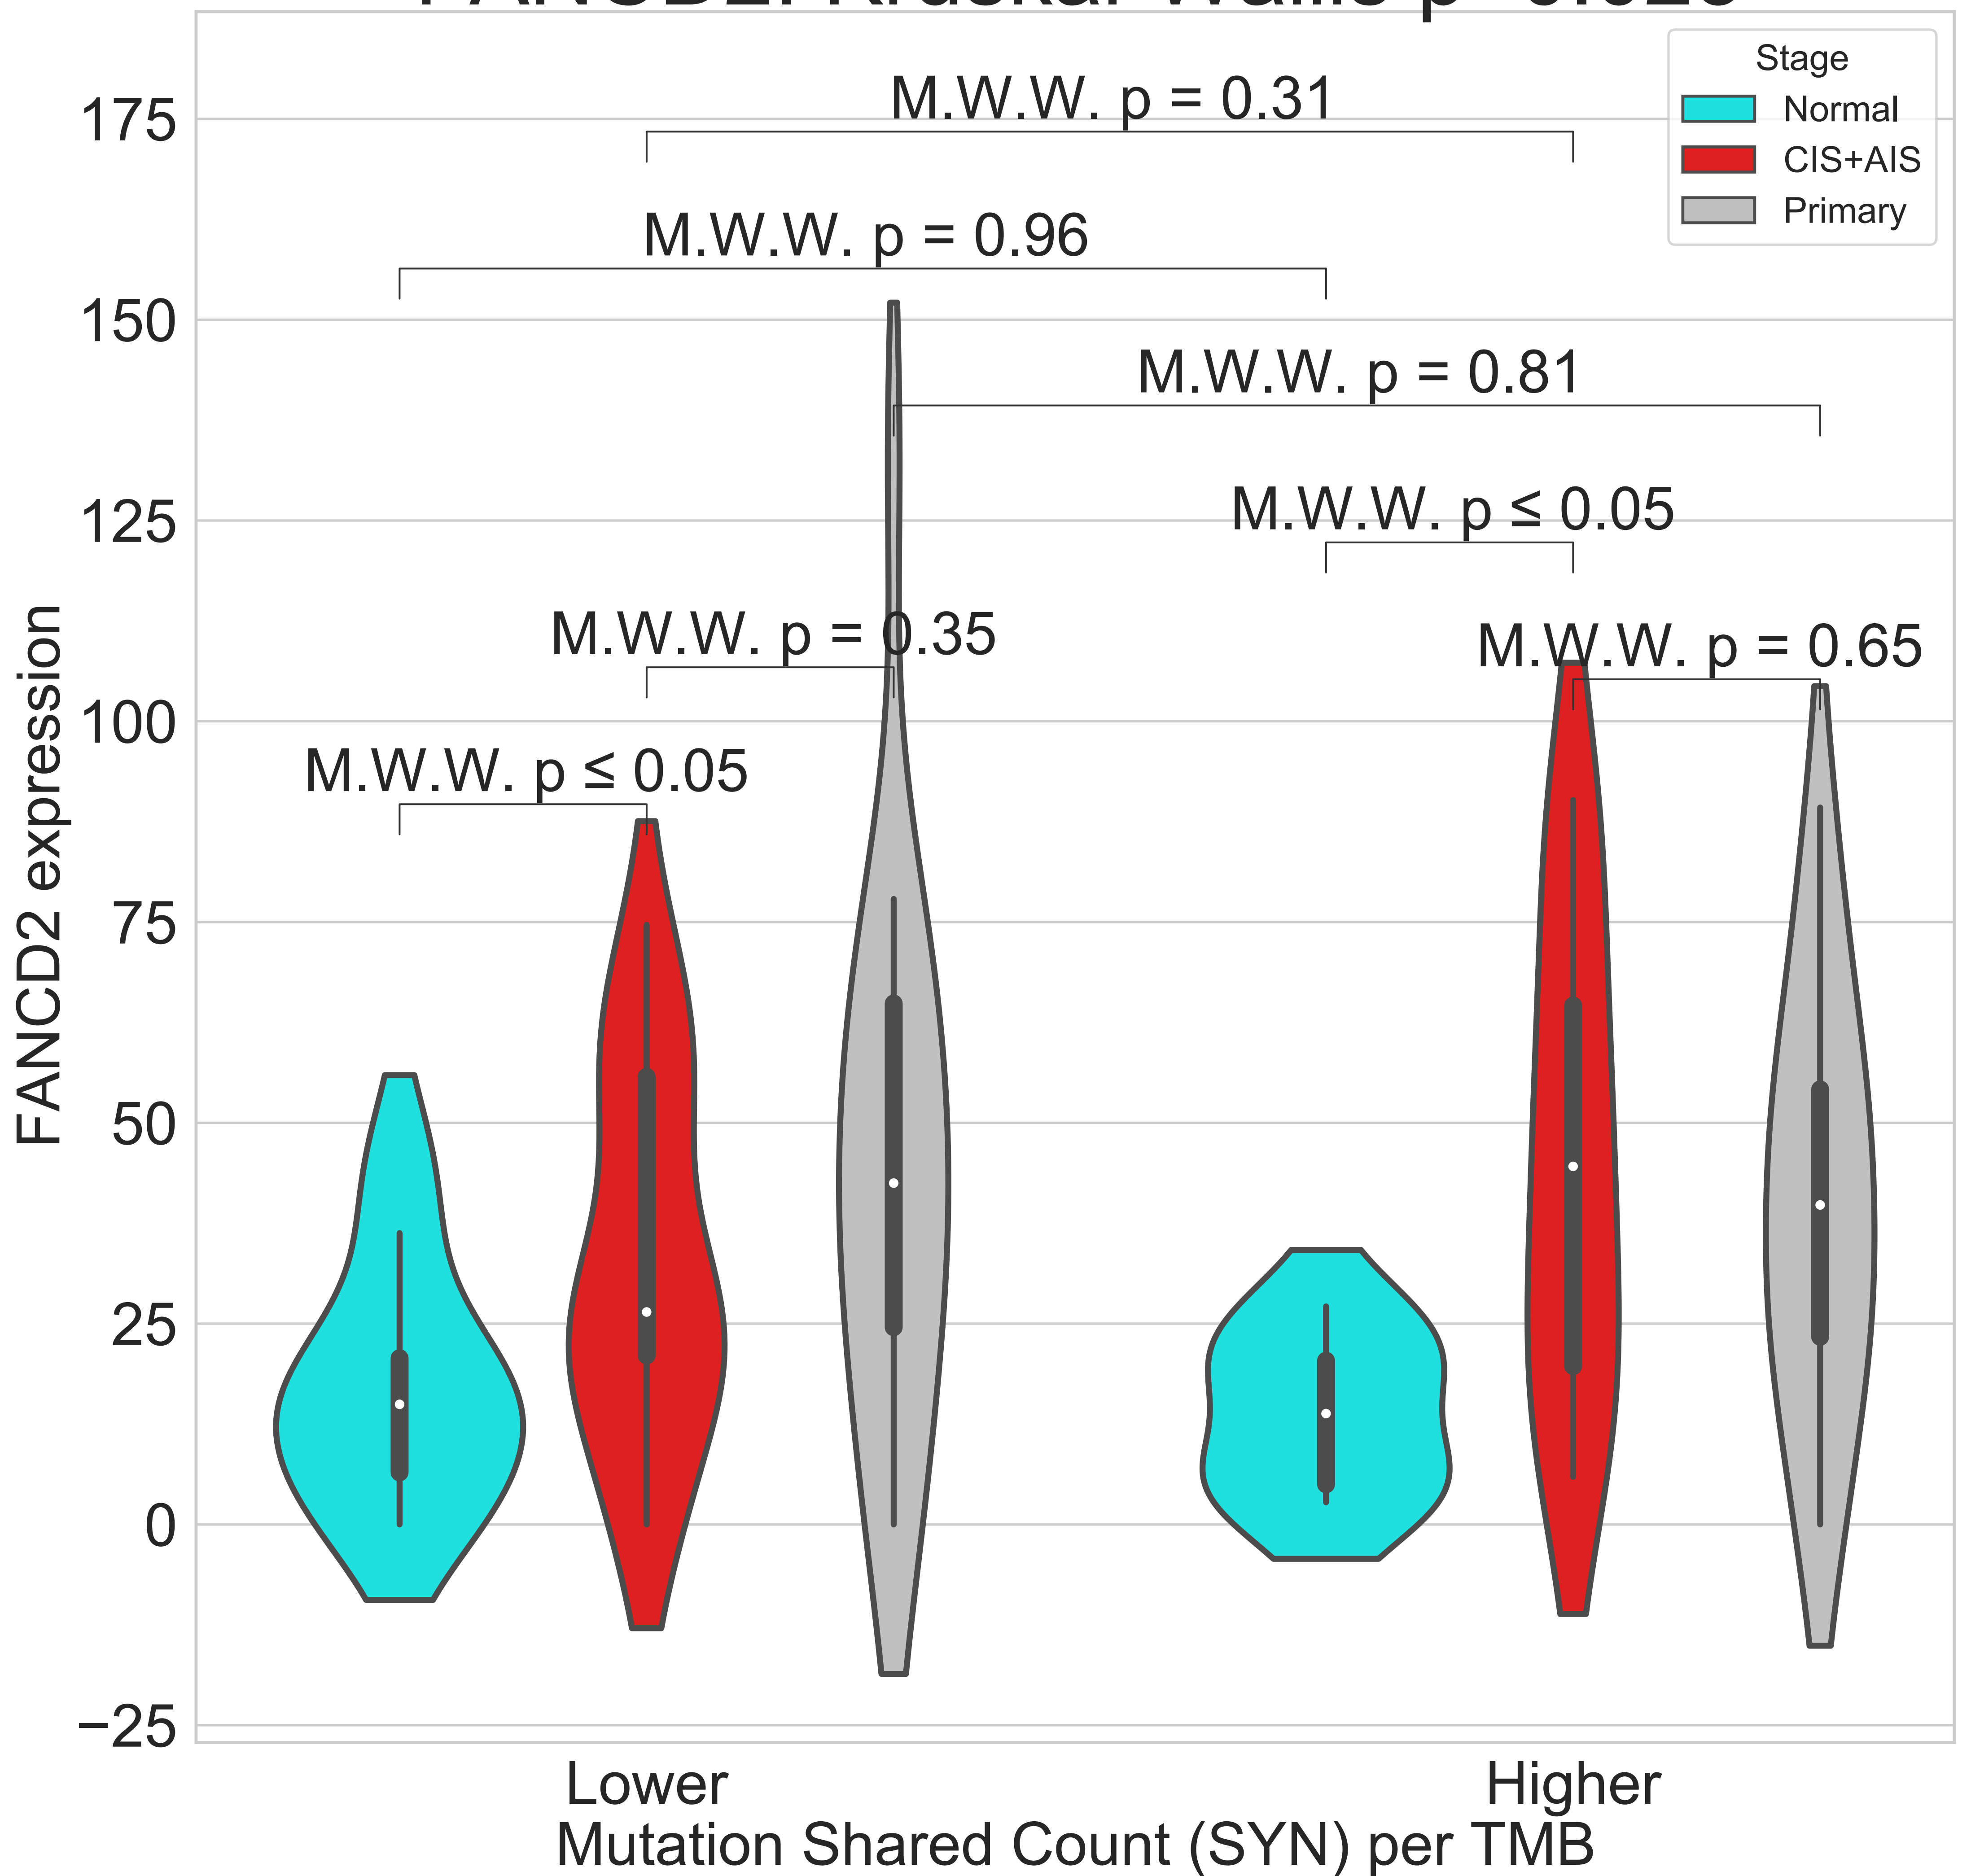 Stage
Normal
CIS+AIS
Primary
M.W.W. p = 0.31
M.W.W. p = 0.96
M.W.W. p = 0.81
M.W.W. p ≤ 0.05
M.W.W. p = 0.35
M.W.W. p = 0.65
M.W.W. p ≤ 0.05
175
150
125
100
75
50
25
0
−25
FANCD2 expression
Lower
Higher
Mutation Shared Count (SYN) per TMB